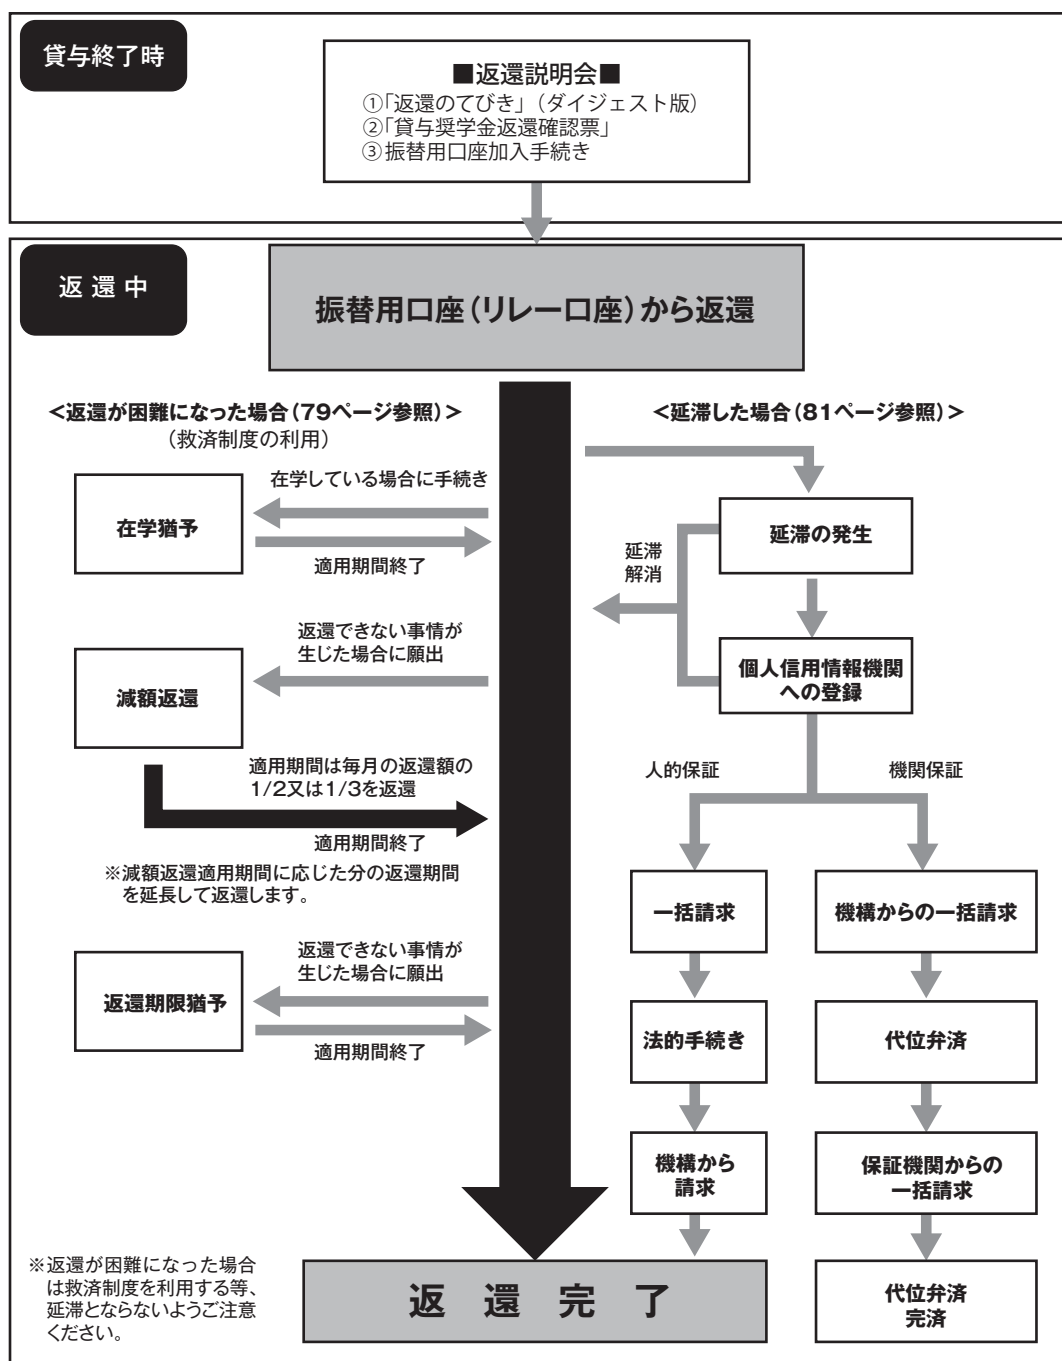 貸与終了時
■返還説明会■
①「返還のてびき」（ダイジェスト版）
②「貸与奨学金返還確認票」
③振替用口座加入手続き
返還中
振替用口座（リレー口座）から返還
＜返還が困難になった場合（79ページ参照）＞
（救済制度の利用）
在学している場合に手続き
在学猶予
適用期間終了
返還できない事情が
生じた場合に願出
減額返還
適用期間は毎月の返還額の
1/2又は1/3を返還
適用期間終了
※減額返還適用期間に応じた分の返還期間
を延長して返還します。
返還できない事情が
生じた場合に願出
返還期限猶予
適用期間終了
＜延滞した場合（81ページ参照）＞
延滞の発生
延滞
解消
個人信用情報機関
への登録
人的保証
機関保証
一括請求
法的手続き
機構から
請求
機構からの一括請求
代位弁済
保証機関からの
一括請求
代位弁済
完済
返還完了
※返還が困難になった場合
は救済制度を利用する等、
延滞とならないようご注意
ください。